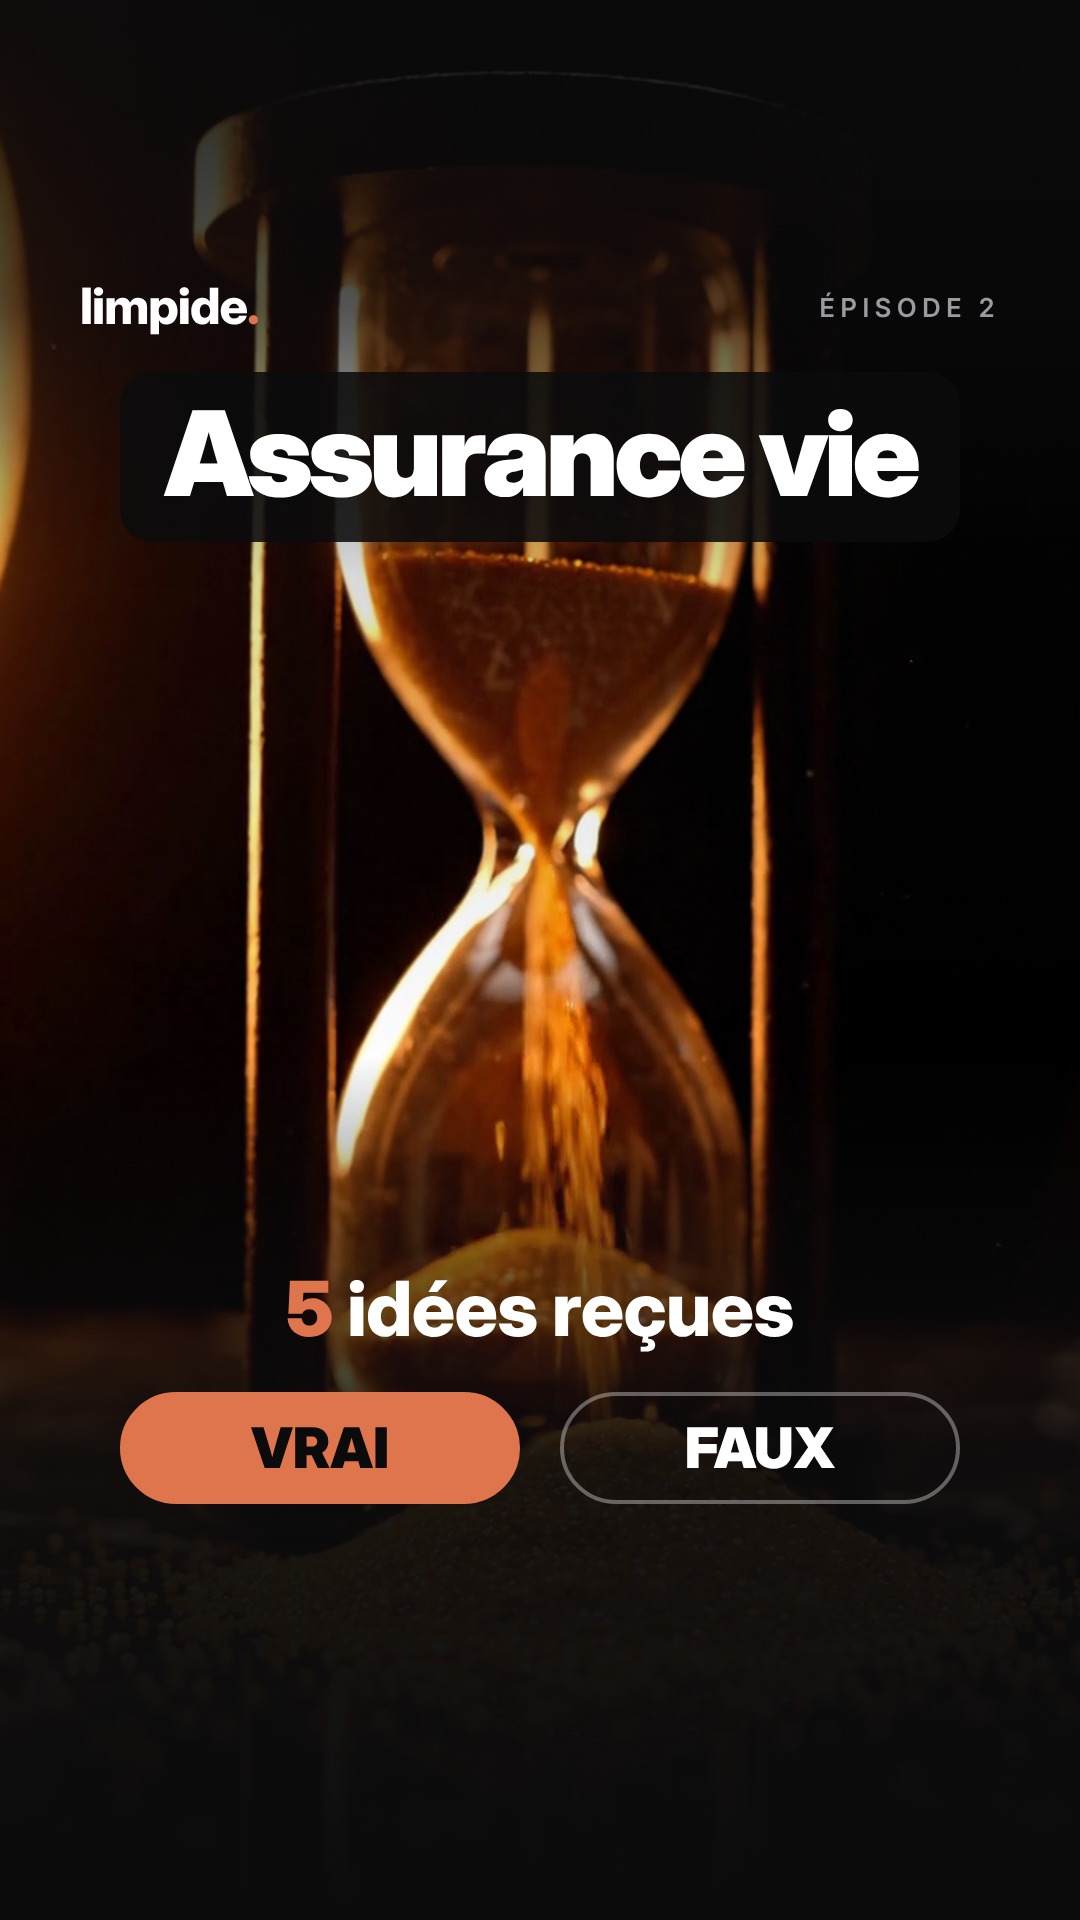 limpide.
ÉPISODE 2
Assurance vie
5 idées reçues
VRAI
FAUX